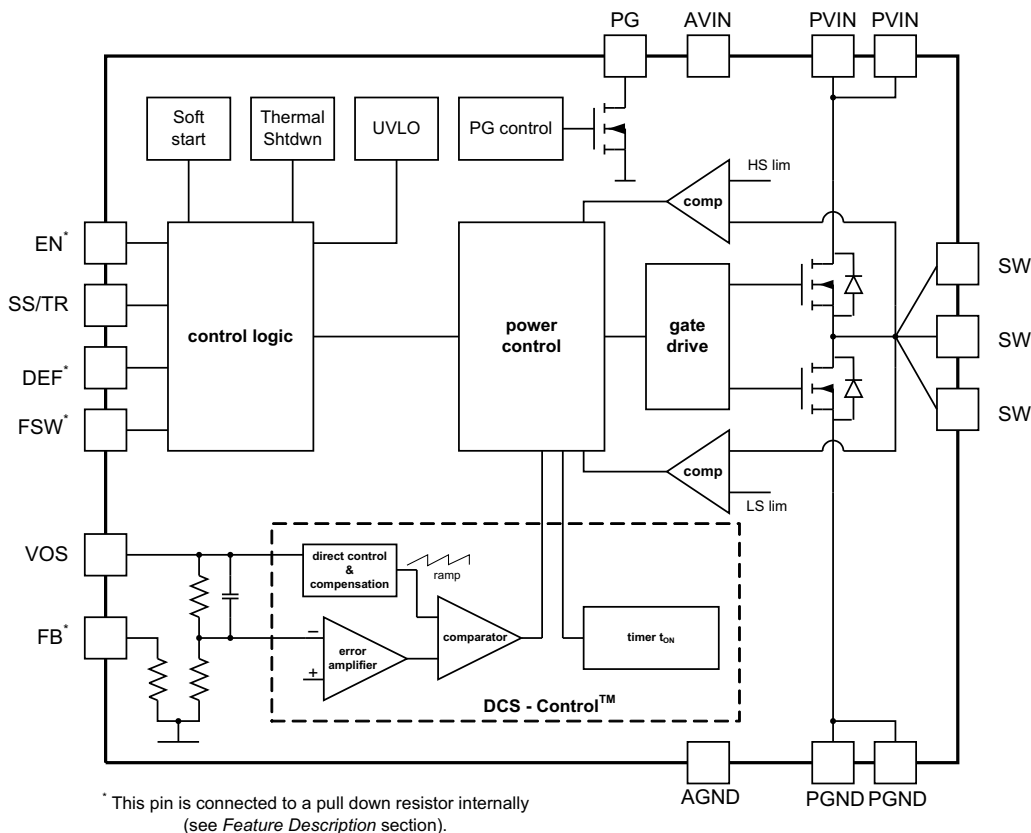 PG
AVIN
PVIN
PVIN
Soft
start
Thermal
Shtdwn
UVLO
PG control
HS lim
comp
EN*
SS/TR
DEF*
FSW*
control logic
power
control
gate
drive
SW
SW
SW
comp
LS lim
VOS
direct control
&
compensation
ramp
FB*
–
+
error
amplifier
comparator
timer tON
DCS - Control™
AGND
PGND
PGND
* This pin is connected to a pull down resistor internally
(see Feature Description section).